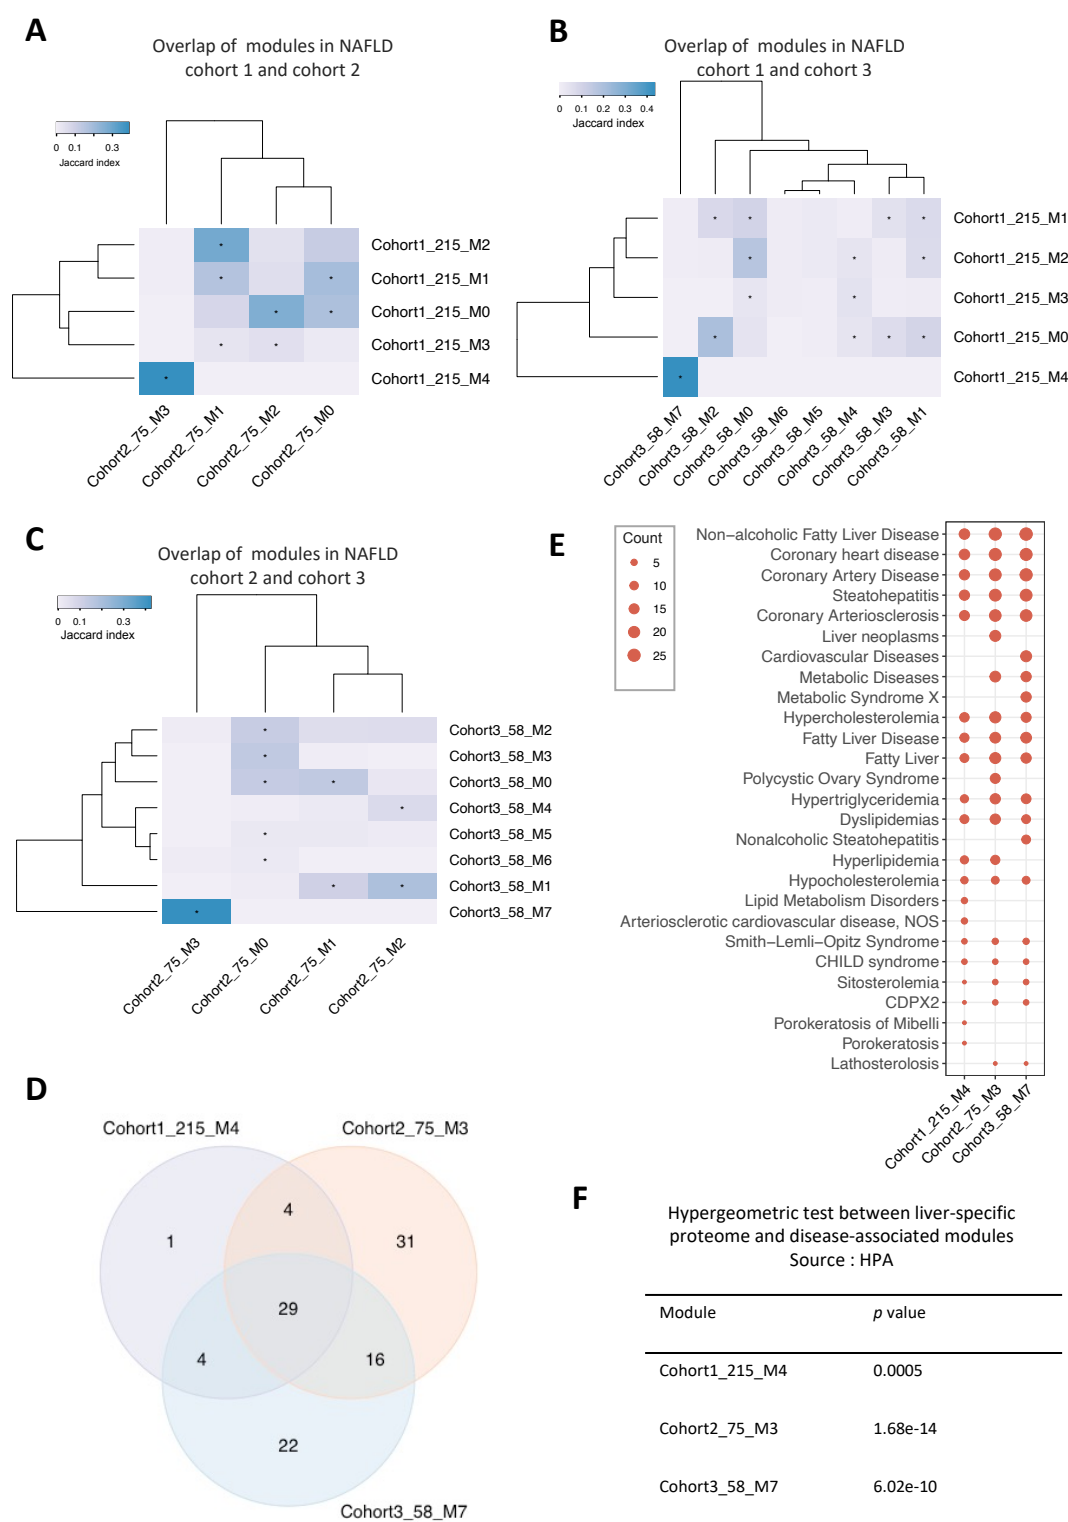 A
Overlap of modules in NAFLD
cohort 1 and cohort 2
0 0.1 0.3
Jaccard index
Cohort1_215_M2
Cohort1_215_M1
Cohort1_215_M0
Cohort1_215_M3
Cohort1_215_M4
Cohort2_75_M3
Cohort2_75_M1
Cohort2_75_M2
Cohort2_75_M0
B
Overlap of modules in NAFLD
cohort 1 and cohort 3
0 0.1 0.2 0.3 0.4
Jaccard index
Cohort1_215_M1
Cohort1_215_M2
Cohort1_215_M3
Cohort1_215_M0
Cohort1_215_M4
Cohort3_58_M7
Cohort3_58_M2
Cohort3_58_M0
Cohort3_58_M6
Cohort3_58_M5
Cohort3_58_M4
Cohort3_58_M3
Cohort3_58_M1
C
Overlap of modules in NAFLD
cohort 2 and cohort 3
0 0.1 0.3
Jaccard index
Cohort3_58_M2
Cohort3_58_M3
Cohort3_58_M0
Cohort3_58_M4
Cohort3_58_M5
Cohort3_58_M6
Cohort3_58_M1
Cohort3_58_M7
Cohort2_75_M3
Cohort2_75_M0
Cohort2_75_M1
Cohort2_75_M2
D
Cohort1_215_M4
Cohort2_75_M3
4
1
31
29
4
16
22
Cohort3_58_M7
E
Count
5
10
15
20
25
Non−alcoholic Fatty Liver Disease
Coronary heart disease
Coronary Artery Disease
Steatohepatitis
Coronary Arteriosclerosis
Liver neoplasms
Cardiovascular Diseases
Metabolic Diseases
Metabolic Syndrome X
Hypercholesterolemia
Fatty Liver Disease
Fatty Liver
Polycystic Ovary Syndrome
Hypertriglyceridemia
Dyslipidemias
Nonalcoholic Steatohepatitis
Hyperlipidemia
Hypocholesterolemia
Lipid Metabolism Disorders
Arteriosclerotic cardiovascular disease, NOS
Smith−Lemli−Opitz Syndrome
CHILD syndrome
Sitosterolemia
CDPX2
Porokeratosis of Mibelli
Porokeratosis
Lathosterolosis
Cohort1_215_M4
Cohort2_75_M3
Cohort3_58_M7
F
Hypergeometric test between liver-specific
proteome and disease-associated modules
Source : HPA
Module p value
Cohort1_215_M4 0.0005
Cohort2_75_M3 1.68e-14
Cohort3_58_M7 6.02e-10